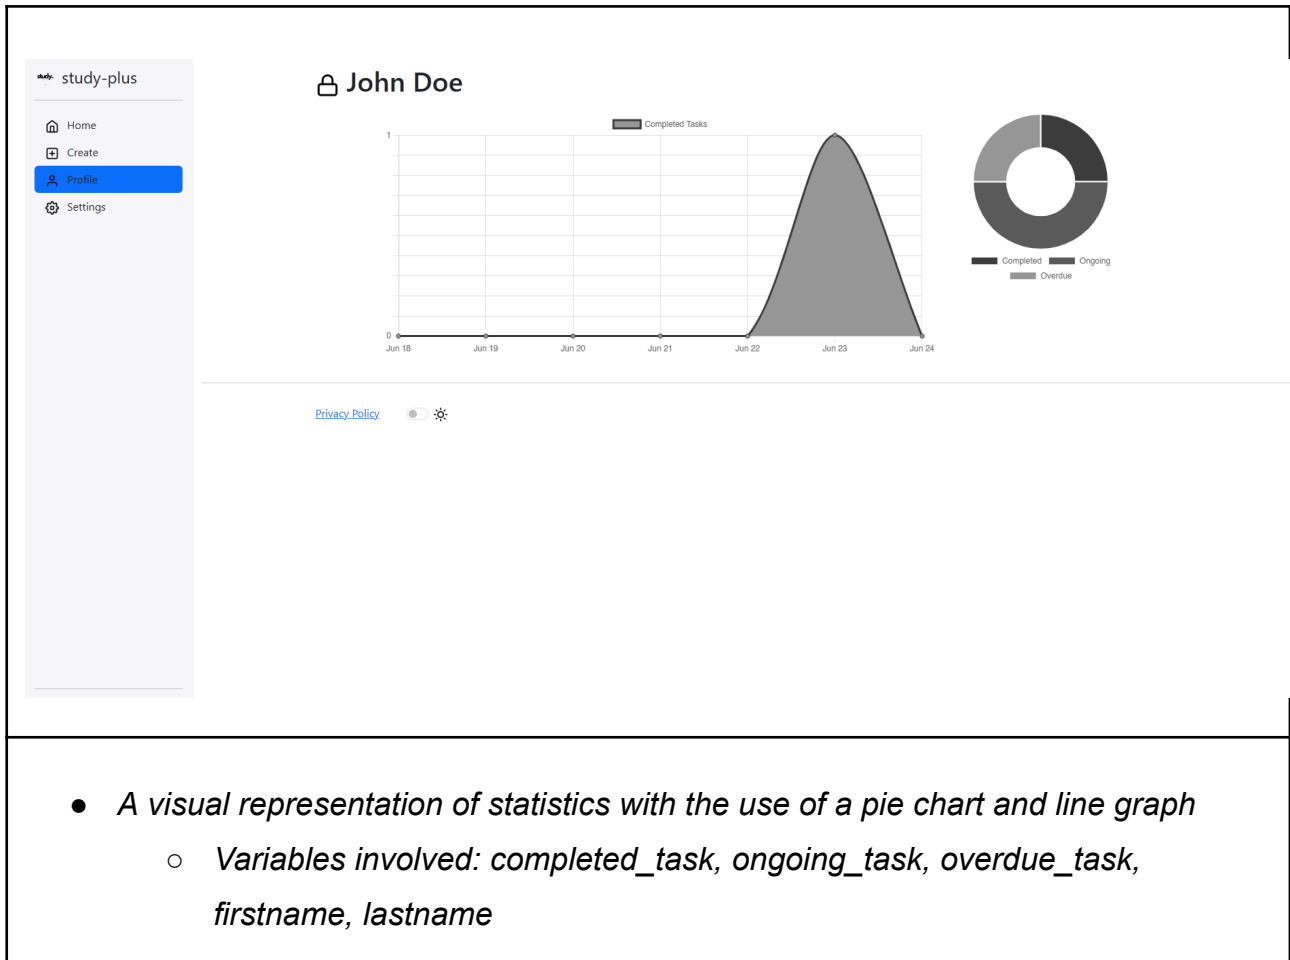 study-plus
Home
Create
Profile
Settings
John Doe
Completed Tasks
1
0
Jun 18 Jun 19 Jun 20 Jun 21 Jun 22 Jun 23 Jun 24
Completed Ongoing
Overdue
Privacy Policy
● A visual representation of statistics with the use of a pie chart and line graph
○ Variables involved: completed_task, ongoing_task, overdue_task,
firstname, lastname